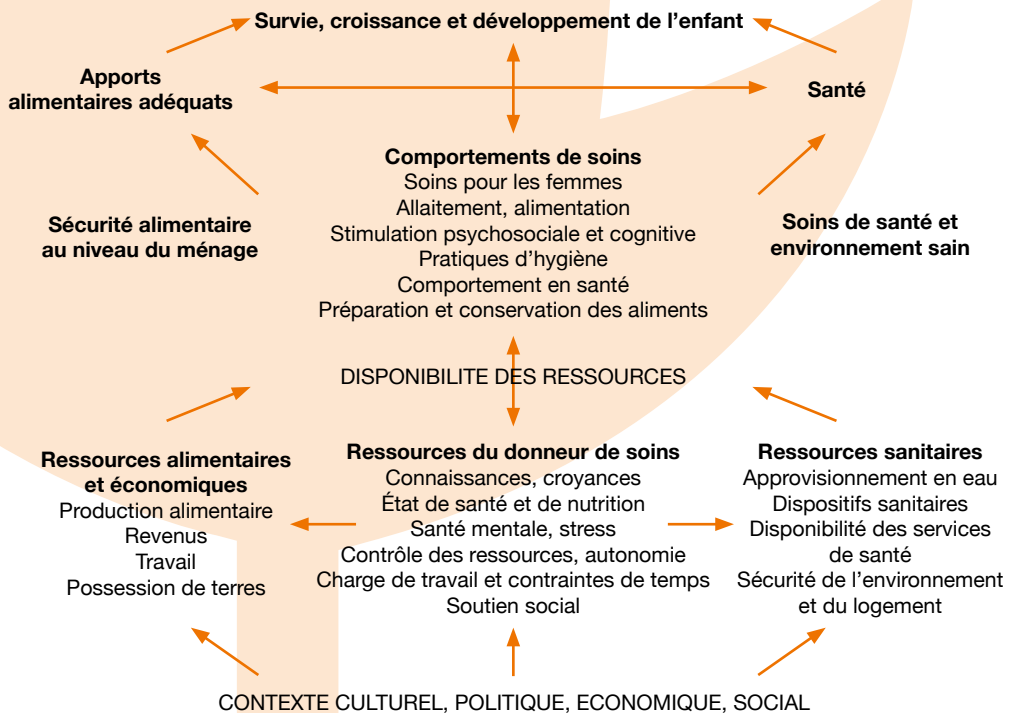 Survie, croissance et développement de l’enfant
Apports
alimentaires adéquats
Santé
Comportements de soins
Soins pour les femmes
Allaitement, alimentation
Stimulation psychosociale et cognitive
Pratiques d’hygiène
Comportement en santé
Préparation et conservation des aliments
Sécurité alimentaire
au niveau du ménage
Soins de santé et
environnement sain
DISPONIBILITE DES RESSOURCES
Ressources alimentaires
et économiques
Production alimentaire
Revenus
Travail
Possession de terres
Ressources du donneur de soins
Connaissances, croyances
État de santé et de nutrition
Santé mentale, stress
Contrôle des ressources, autonomie
Charge de travail et contraintes de temps
Soutien social
Ressources sanitaires
Approvisionnement en eau
Dispositifs sanitaires
Disponibilité des services
de santé
Sécurité de l’environnement
et du logement
CONTEXTE CULTUREL, POLITIQUE, ECONOMIQUE, SOCIAL